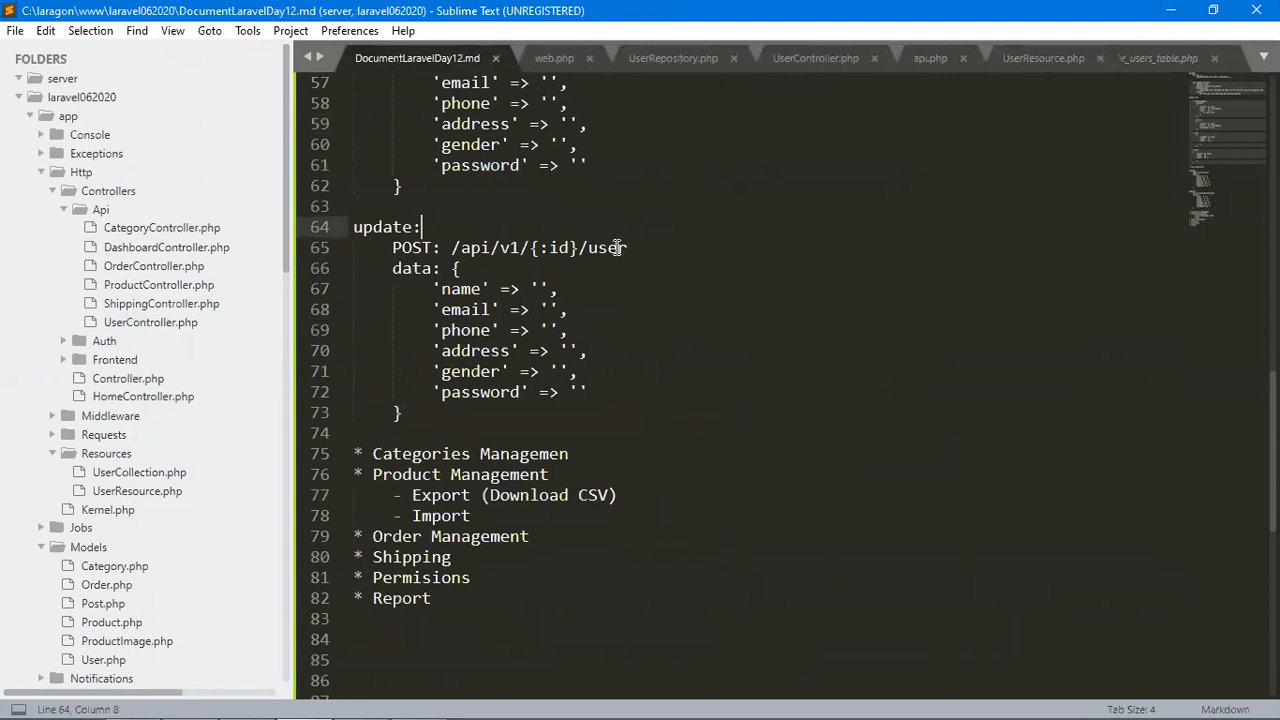 C:\laragon\www\laravel062020\DocumentLaravelDay12.md (server, laravel062020) - Sublime Text (UNREGISTERED)
File Edit Selection Find View Goto Tools Project Preferences Help
FOLDERS
server
laravel062020
app
Console
Exceptions
Http
Controllers
Api
CategoryController.php
DashboardController.php
OrderController.php
ProductController.php
ShippingController.php
UserController.php
Auth
Frontend
Controller.php
HomeController.php
Middleware
Requests
Resources
UserCollection.php
UserResource.php
Kernel.php
Jobs
Models
Category.php
Order.php
Post.php
Product.php
ProductImage.php
User.php
Notifications
DocumentLaravelDay12.md web.php UserRepository.php UserController.php api.php UserResource.php _users_table.php
57 'email' => '',
58 'phone' => '',
59 'address' => '',
60 'gender' => '',
61 'password' => ''
62 }
63
64 update:
65 POST: /api/v1/{:id}/user
66 data: {
67 'name' => '',
68 'email' => '',
69 'phone' => '',
70 'address' => '',
71 'gender' => '',
72 'password' => ''
73 }
74
75 * Categories Managemen
76 * Product Management
77 - Export (Download CSV)
78 - Import
79 * Order Management
80 * Shipping
81 * Permisions
82 * Report
83
84
85
86
Line 64, Column 8 Tab Size: 4 Markdown